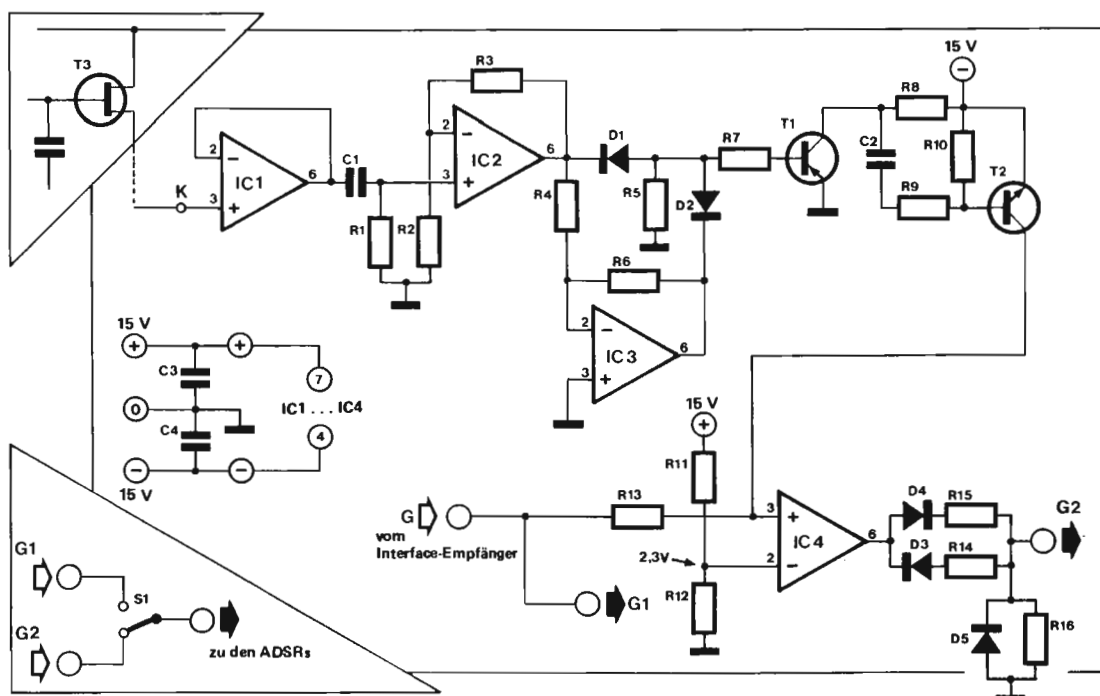 T3
K
2
3
6
IC1
C1
R1
R2
R3
2
3
6
IC2
R4
D1
R5
D2
R6
2
3
6
IC3
R7
T1
C2
R8
R9
R10
15 V
−
T2
15 V
+
+
C3
7
0
IC1 . . . IC4
C4
4
−
−
15 V
15 V
+
R11
R13
G
vom
Interface-Empfänger
2,3V
R12
G1
3
+
2
−
6
IC4
D4
R15
D3
R14
G2
D5
R16
G1
S1
G2
zu den ADSRs